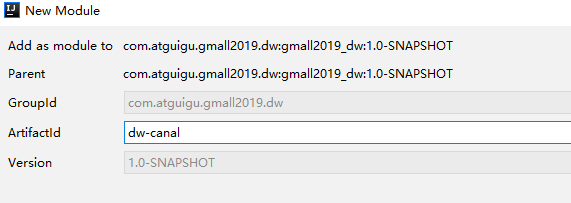 IJ New Module
Add as module to com.atguigu.gmall2019.dw:gmall2019_dw:1.0-SNAPSHOT
Parent com.atguigu.gmall2019.dw:gmall2019_dw:1.0-SNAPSHOT
GroupId com.atguigu.gmall2019.dw
ArtifactId dw-canal
Version 1.0-SNAPSHOT